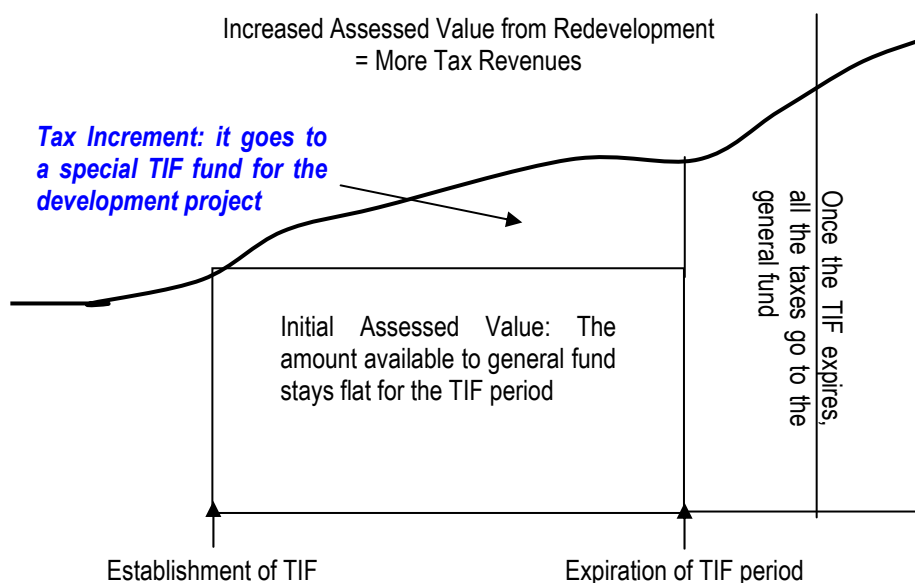 Increased Assessed Value from Redevelopment
= More Tax Revenues
Tax Increment: it goes to
a special TIF fund for the
development project
Initial Assessed Value: The
amount available to general fund
stays flat for the TIF period
Once the TIF expires,
all the taxes go to the
general fund
Establishment of TIF
Expiration of TIF period